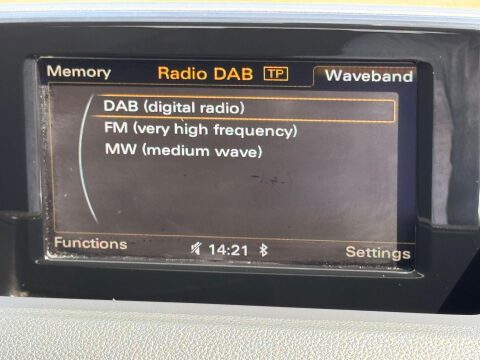 Memory Radio DAB TP Waveband
DAB (digital radio)
FM (very high frequency)
MW (medium wave)
Functions 14:21 Settings